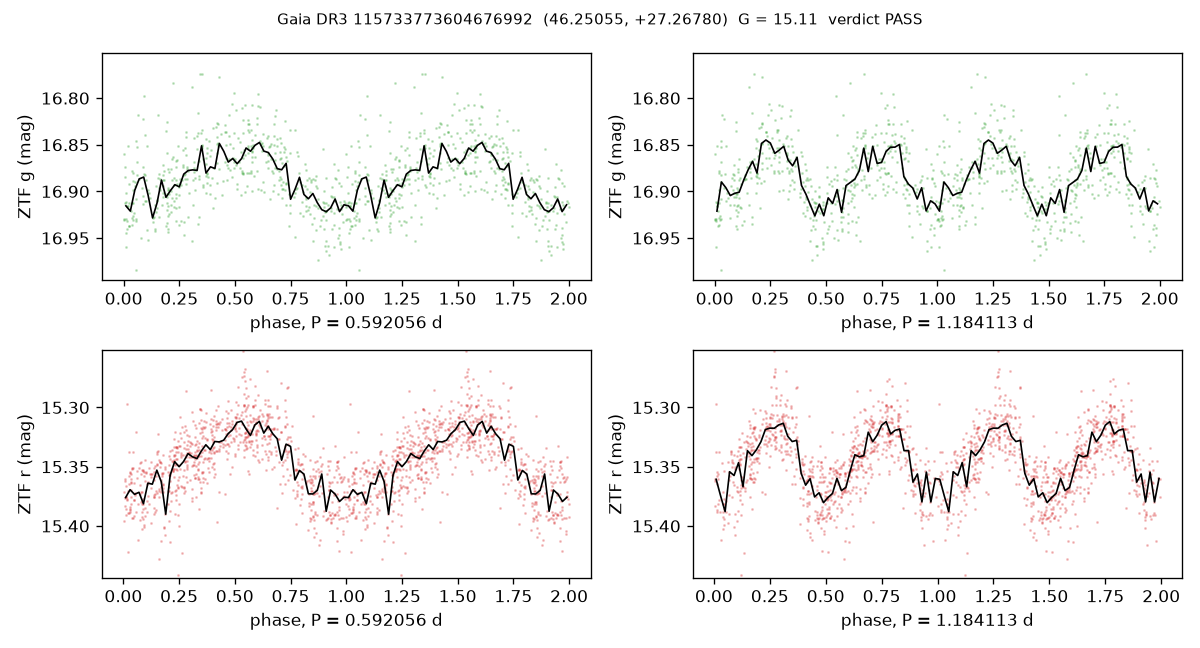 Gaia DR3 115733773604676992 (46.25055, +27.26780) G = 15.11 verdict PASS
ZTF g (mag)
16.80
16.85
16.90
16.95
0.00 0.25 0.50 0.75 1.00 1.25 1.50 1.75 2.00
phase, P = 0.592056 d
ZTF g (mag)
16.80
16.85
16.90
16.95
0.00 0.25 0.50 0.75 1.00 1.25 1.50 1.75 2.00
phase, P = 1.184113 d
ZTF r (mag)
15.30
15.35
15.40
0.00 0.25 0.50 0.75 1.00 1.25 1.50 1.75 2.00
phase, P = 0.592056 d
ZTF r (mag)
15.30
15.35
15.40
0.00 0.25 0.50 0.75 1.00 1.25 1.50 1.75 2.00
phase, P = 1.184113 d